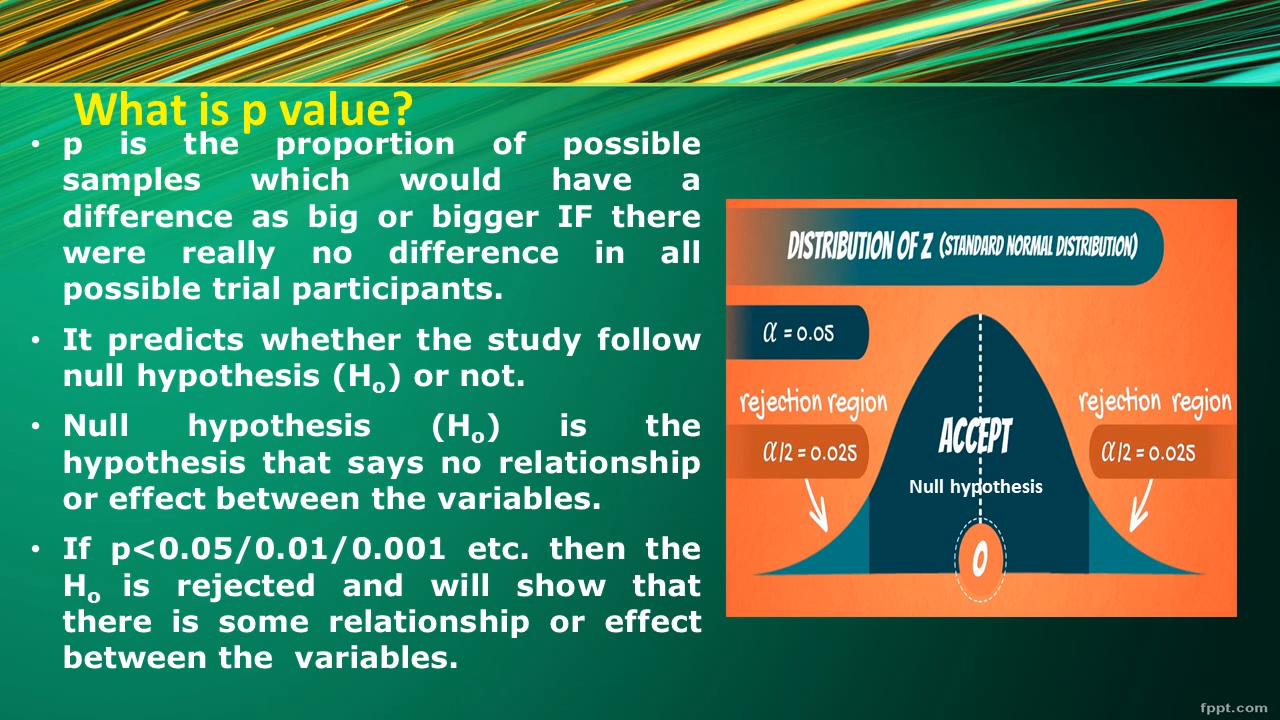 What is p value?
• p is the proportion of possible
samples which would have a
difference as big or bigger IF there
were really no difference in all
possible trial participants.
• It predicts whether the study follow
null hypothesis (Ho) or not.
• Null hypothesis (Ho) is the
hypothesis that says no relationship
or effect between the variables.
• If p<0.05/0.01/0.001 etc. then the
Ho is rejected and will show that
there is some relationship or effect
between the variables.
DISTRIBUTION OF Z (STANDARD NORMAL DISTRIBUTION)
α = 0.05
rejection region
α/2 = 0.025
ACCEPT
Null hypothesis
0
rejection region
α/2 = 0.025
fppt.com